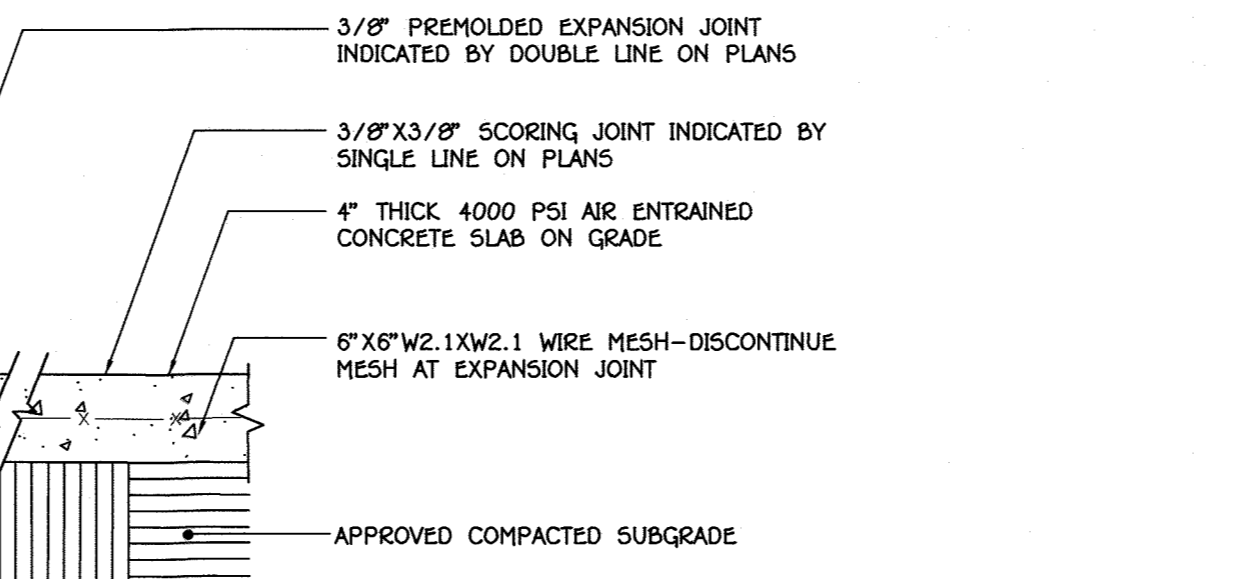 3/8" PREMOLDED EXPANSION JOINT
INDICATED BY DOUBLE LINE ON PLANS
3/8"X3/8" SCORING JOINT INDICATED BY
SINGLE LINE ON PLANS
4" THICK 4000 PSI AIR ENTRAINED
CONCRETE SLAB ON GRADE
6"X6"W2.1XW2.1 WIRE MESH-DISCONTINUE
MESH AT EXPANSION JOINT
APPROVED COMPACTED SUBGRADE